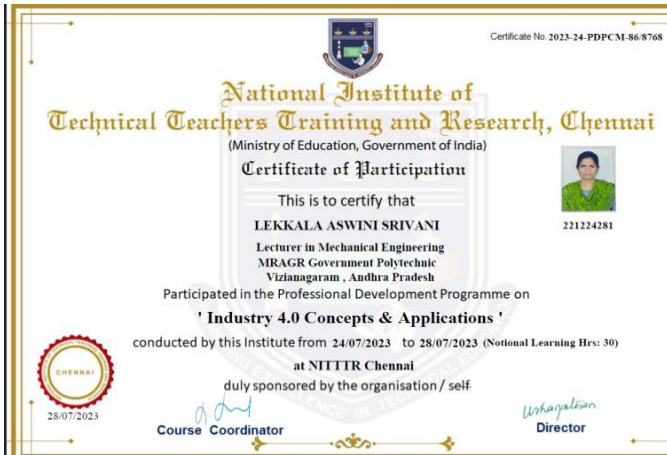 Certificate No. 2023-24-PDPCM-86/8768
National Institute of
Technical Teachers Training and Research, Chennai
(Ministry of Education, Government of India)
Certificate of Participation
This is to certify that
LEKKALA ASWINI SRIVANI
221224281
Lecturer in Mechanical Engineering
MRAGR Government Polytechnic
Vizianagaram , Andhra Pradesh
Participated in the Professional Development Programme on
' Industry 4.0 Concepts & Applications '
conducted by this Institute from 24/07/2023 to 28/07/2023 (Notional Learning Hrs: 30)
at NITTTR Chennai
duly sponsored by the organisation / self
CHENNAI
28/07/2023
Course Coordinator
Director